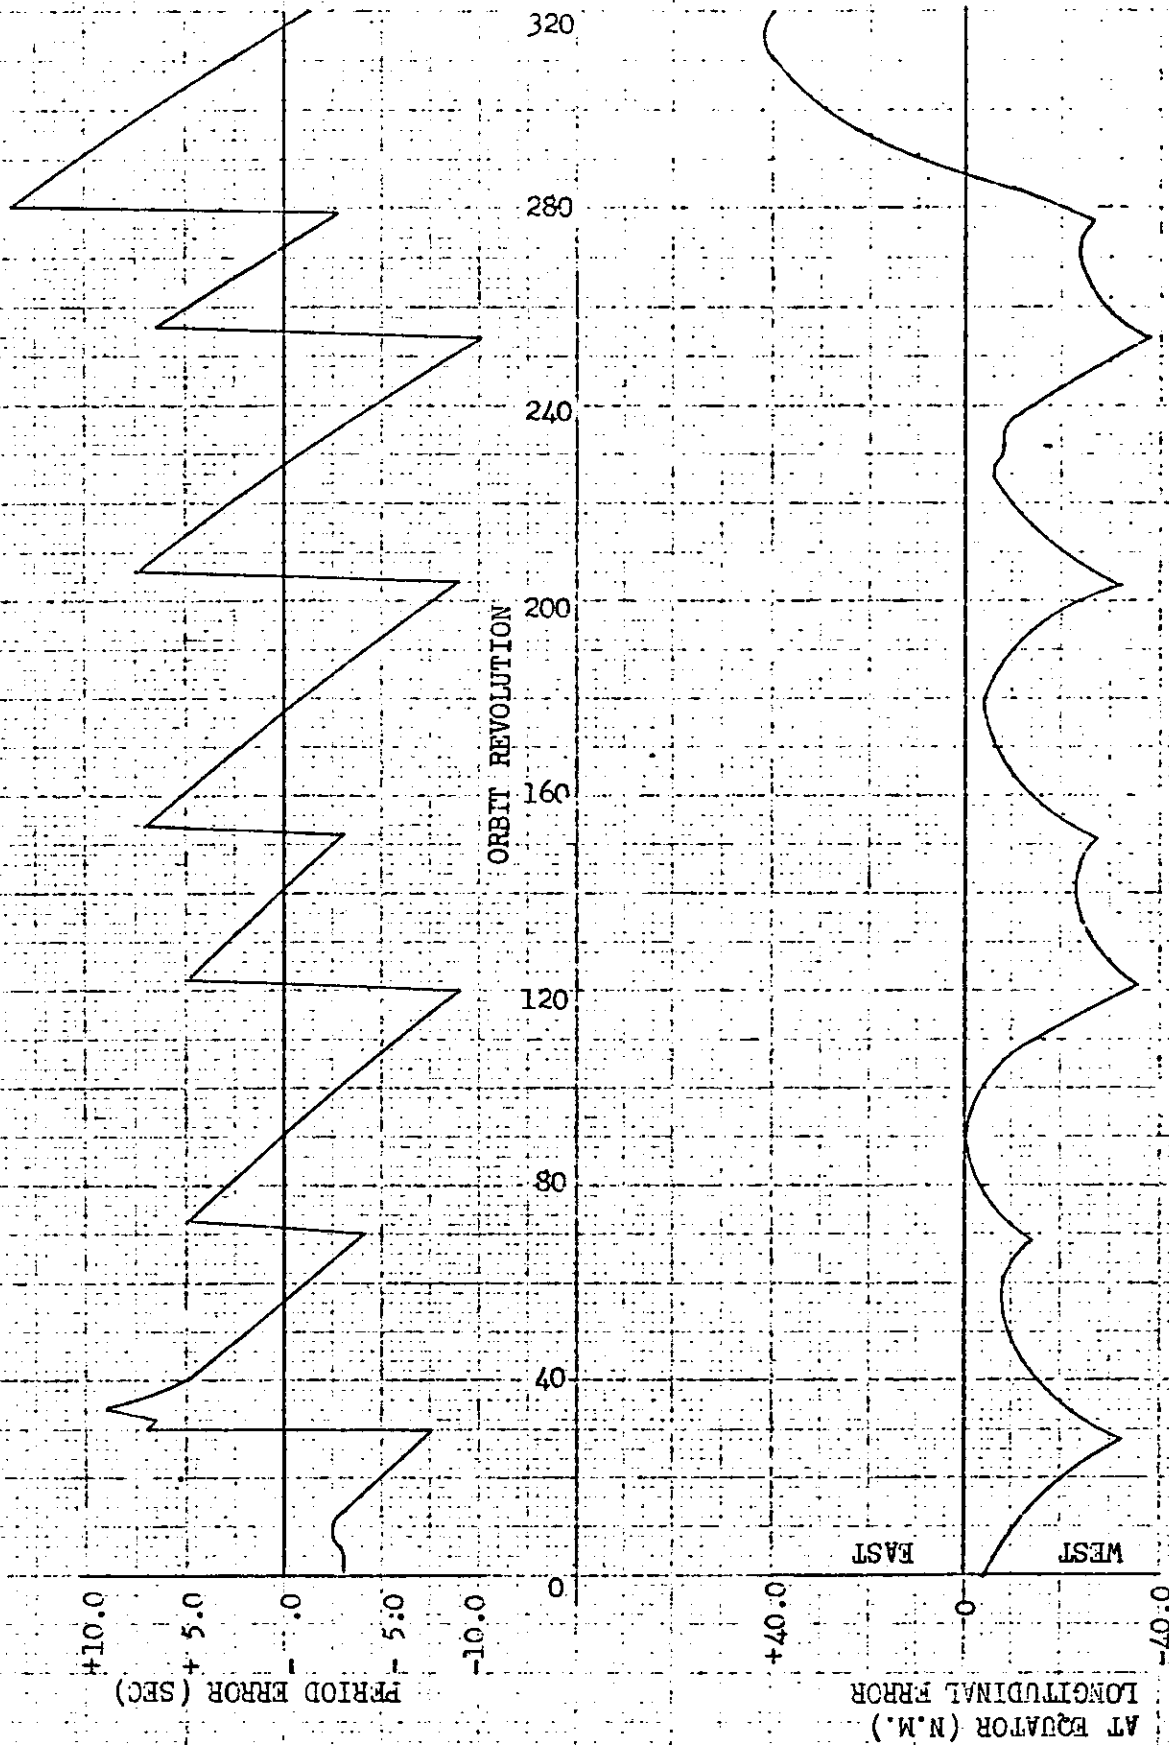 320
280
240
200
ORBIT REVOLUTION
160
120
80
40
0
+10.0
+ 5.0
.0
- 5.0
-10.0
PERIOD ERROR (SEC)
EAST
WEST
+40.0
0
-40.0
LONGITUDINAL ERROR
AT EQUATOR (N.M.)